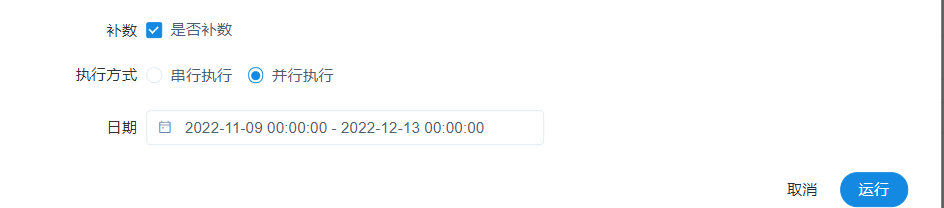 补数 是否补数
执行方式 串行执行 并行执行
日期 2022-11-09 00:00:00 - 2022-12-13 00:00:00
取消 运行